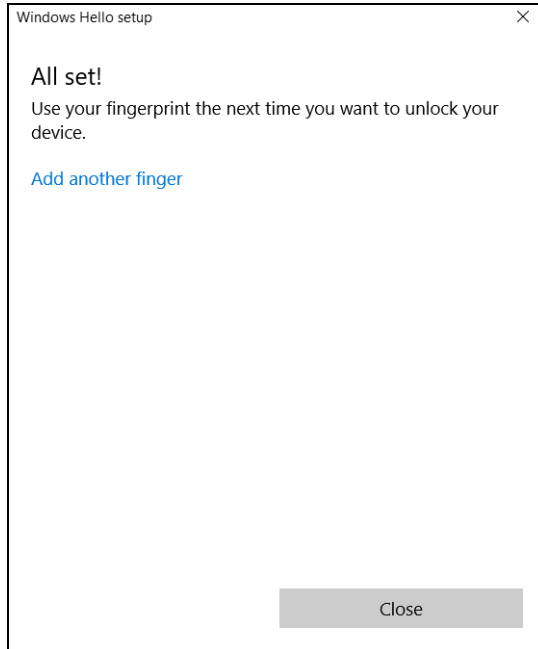 Windows Hello setup
All set!
Use your fingerprint the next time you want to unlock your
device.
Add another finger
Close